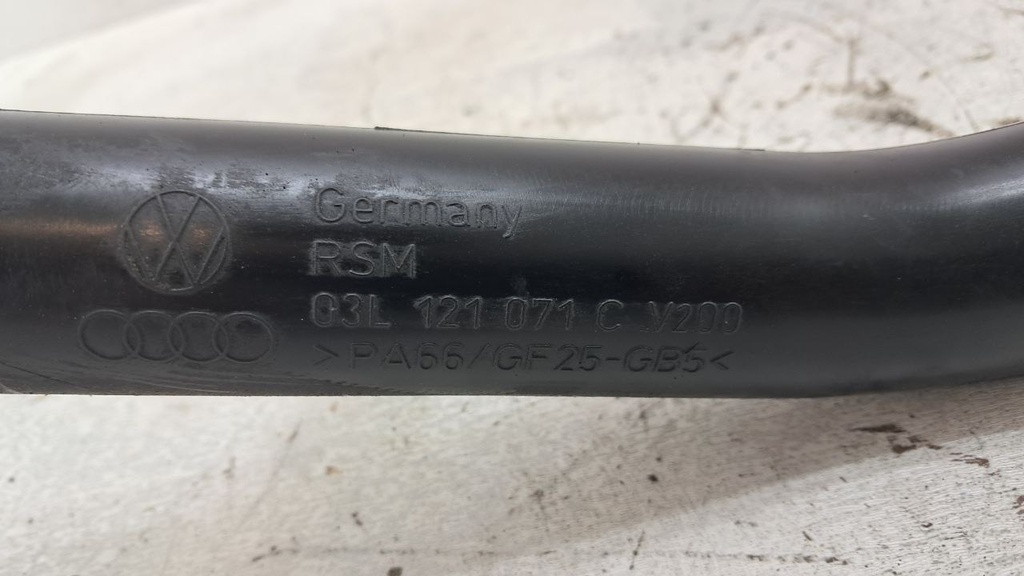 Germany
RSM
03L 121 071 C V200
>PA66/GF25-GB5<